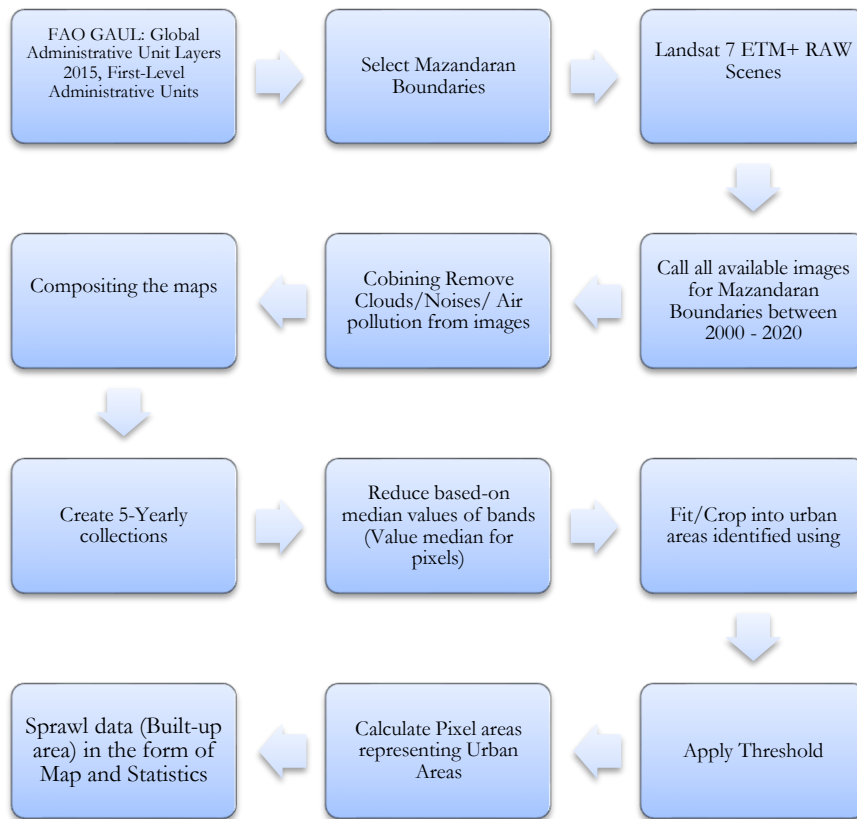 FAO GAUL: Global
Administrative Unit Layers
2015, First-Level
Administrative Units
Select Mazandaran
Boundaries
Landsat 7 ETM+ RAW
Scenes
Call all available images
for Mazandaran
Boundaries between
2000 - 2020
Cobining Remove
Clouds/Noises/ Air
pollution from images
Compositing the maps
Create 5-Yearly
collections
Reduce based-on
median values of bands
(Value median for
pixels)
Fit/Crop into urban
areas identified using
Apply Threshold
Calculate Pixel areas
representing Urban
Areas
Sprawl data (Built-up
area) in the form of
Map and Statistics